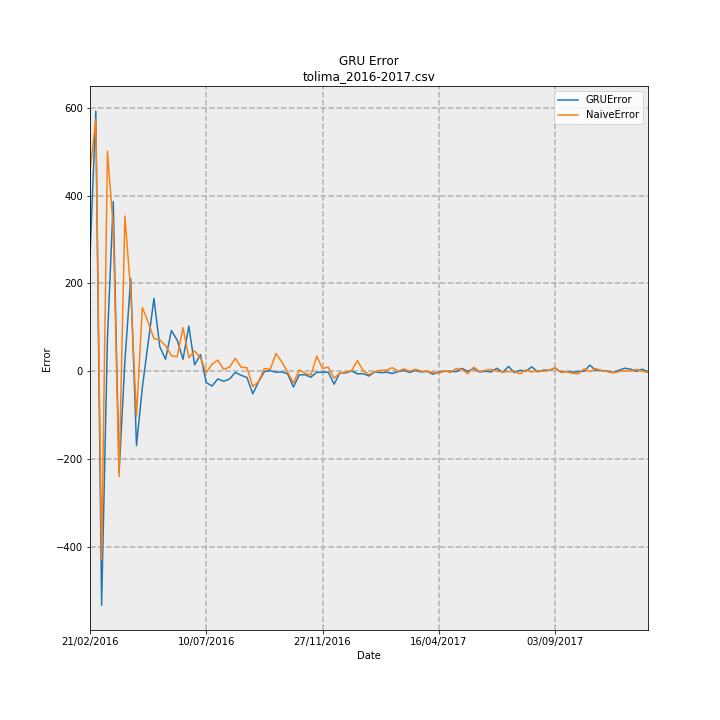 GRU Error
tolima_2016-2017.csv
GRUError
NaiveError
600
400
200
0
−200
−400
Error
21/02/2016
10/07/2016
27/11/2016
16/04/2017
03/09/2017
Date